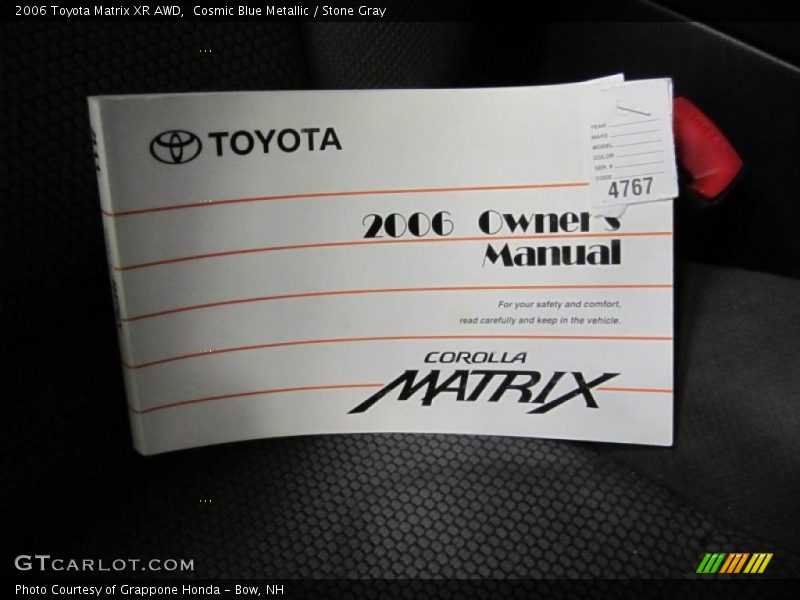 2006 Toyota Matrix XR AWD,  Cosmic Blue Metallic / Stone Gray
TOYOTA
YEAR
MAKE
MODEL
COLOR
SER. #
CODE
4767
2006 Owner's
Manual
For your safety and comfort,
read carefully and keep in the vehicle.
COROLLA
MATRIX
GTCARLOT.COM
Photo Courtesy of Grappone Honda - Bow, NH